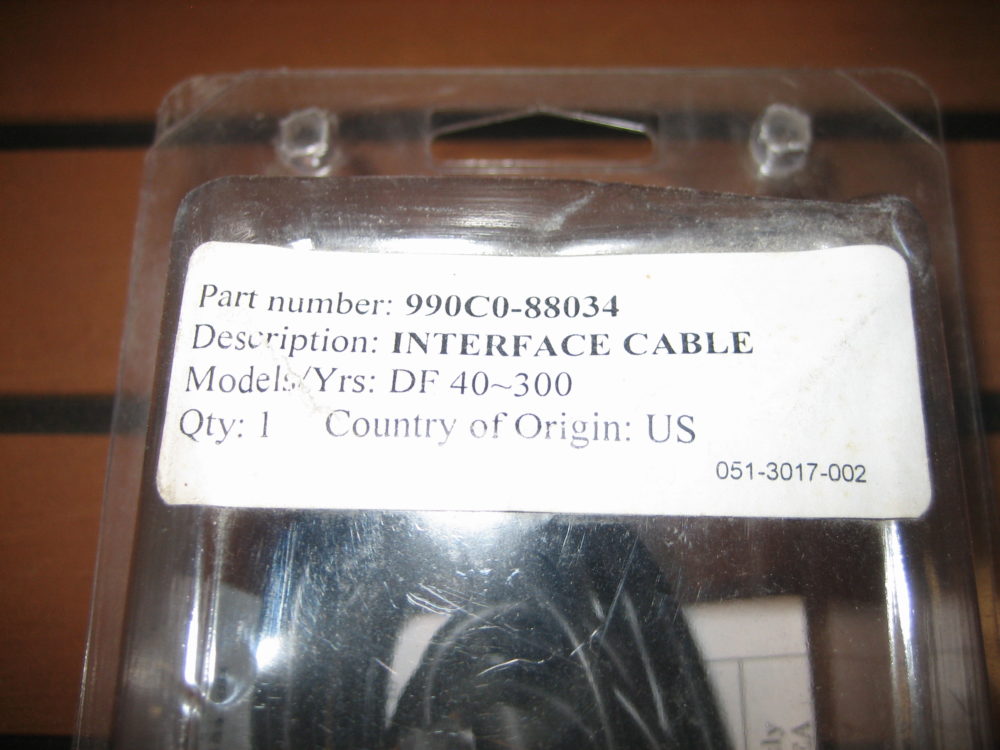 Part number: 990C0-88034
Description: INTERFACE CABLE
Models/Yrs: DF 40~300
Qty: 1 Country of Origin: US
051-3017-002